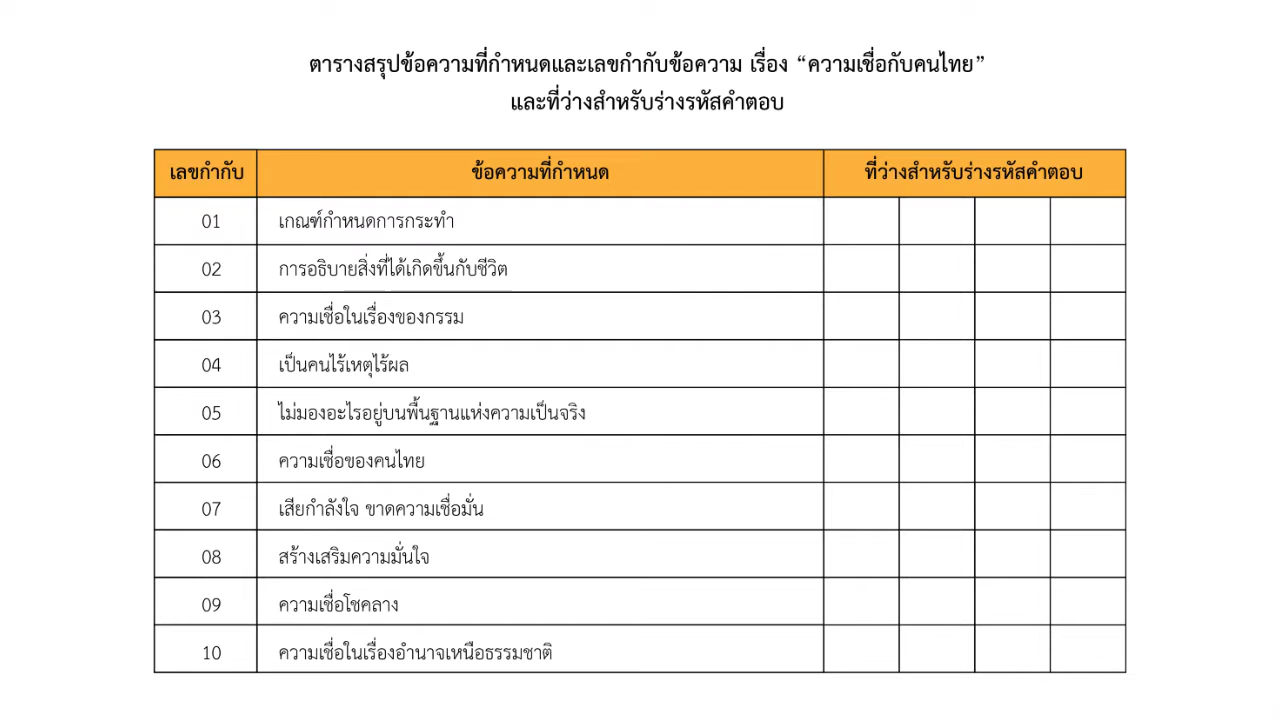 ตารางสรุปข้อความที่กำหนดและเลขกำกับข้อความ เรื่อง “ความเชื่อกับคนไทย”
และที่ว่างสำหรับร่างรหัสคำตอบ
เลขกำกับ ข้อความที่กำหนด ที่ว่างสำหรับร่างรหัสคำตอบ
01 เกณฑ์กำหนดการกระทำ
02 การอธิบายสิ่งที่ได้เกิดขึ้นกับชีวิต
03 ความเชื่อในเรื่องของกรรม
04 เป็นคนไร้เหตุไร้ผล
05 ไม่มองอะไรอยู่บนพื้นฐานแห่งความเป็นจริง
06 ความเชื่อของคนไทย
07 เสียกำลังใจ ขาดความเชื่อมั่น
08 สร้างเสริมความมั่นใจ
09 ความเชื่อโชคลาง
10 ความเชื่อในเรื่องอำนาจเหนือธรรมชาติ